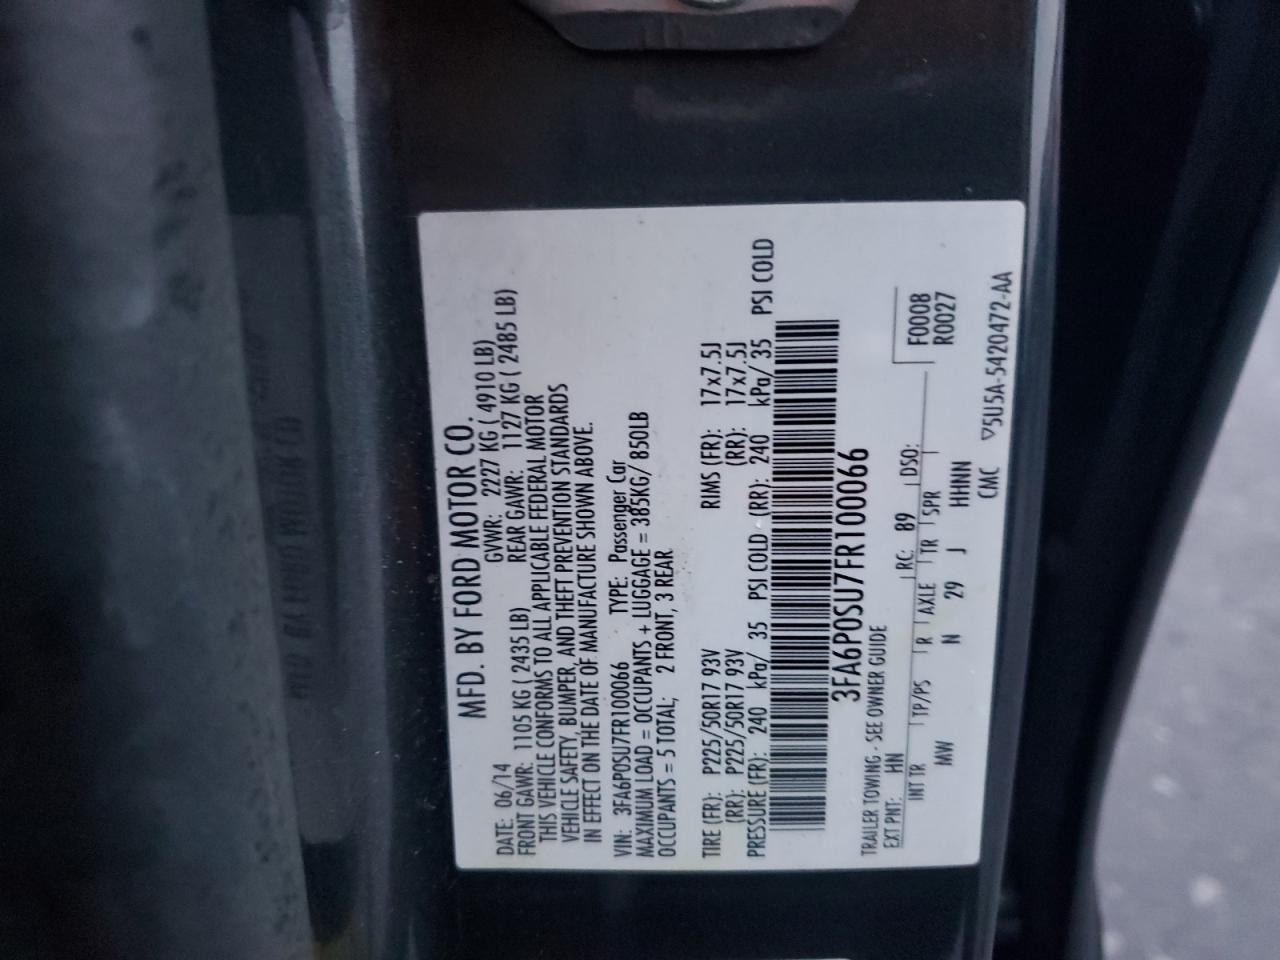 MFD. BY FORD MOTOR CO.
DATE: 06/14 GVWR: 2227 KG ( 4910 LB)
FRONT GAWR: 1105 KG ( 2435 LB) REAR GAWR: 1127 KG ( 2485 LB)
THIS VEHICLE CONFORMS TO ALL APPLICABLE FEDERAL MOTOR
VEHICLE SAFETY, BUMPER, AND THEFT PREVENTION STANDARDS
IN EFFECT ON THE DATE OF MANUFACTURE SHOWN ABOVE.
VIN: 3FA6P0SU7FR100066 TYPE: Passenger Car
MAXIMUM LOAD = OCCUPANTS + LUGGAGE = 385KG/ 850LB
OCCUPANTS = 5 TOTAL; 2 FRONT, 3 REAR
TIRE (FR): P225/50R17 93V RIMS (FR): 17x7.5J
(RR): P225/50R17 93V (RR): 17x7.5J
PRESSURE (FR): 240 kPa/ 35 PSI COLD (RR): 240 kPa/ 35 PSI COLD
3FA6P0SU7FR100066
TRAILER TOWING - SEE OWNER GUIDE
EXT PNT: HN RC: 89 DSO: F0008
R0027
INT TR TP/PS R AXLE TR SPR
MW N 29 J HHNN
CMC ▽5U5A-5420472-AA